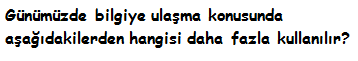 Günümüzde bilgiye ulaşma konusunda
aşağıdakilerden hangisi daha fazla kullanılır?